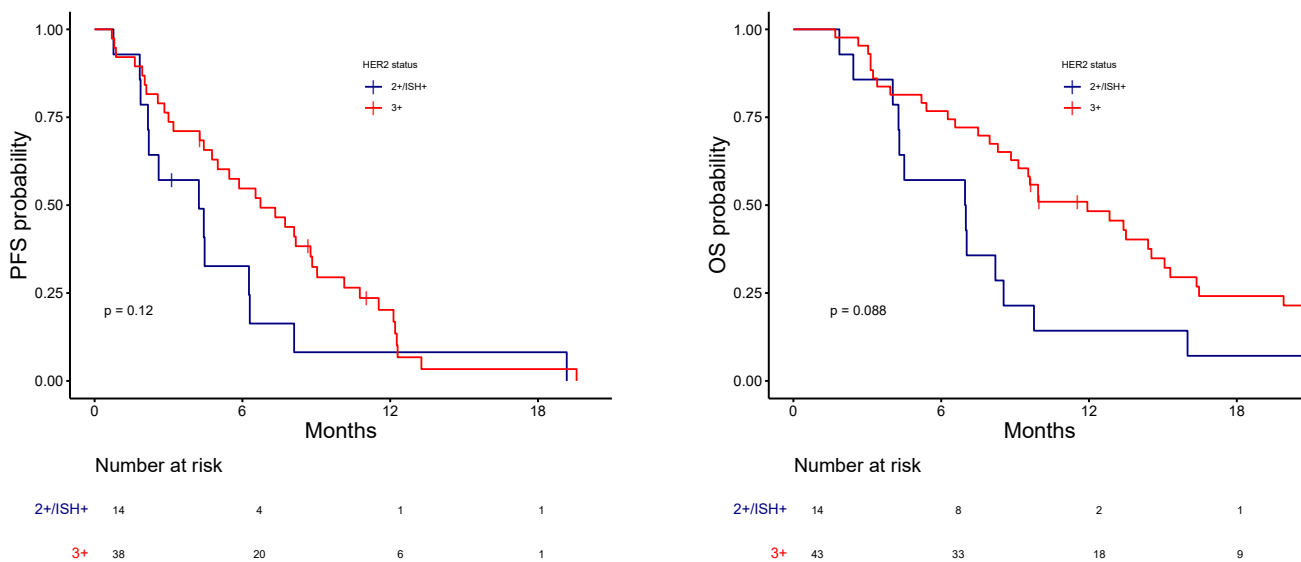 1.00
0.75
0.50
0.25
0.00
PFS probability
HER2 status
2+/ISH+
3+
p = 0.12
0 6 12 18
Months
Number at risk
2+/ISH+ 14 4 1 1
3+ 38 20 6 1
1.00
0.75
0.50
0.25
0.00
OS probability
HER2 status
2+/ISH+
3+
p = 0.088
0 6 12 18
Months
Number at risk
2+/ISH+ 14 8 2 1
3+ 43 33 18 9